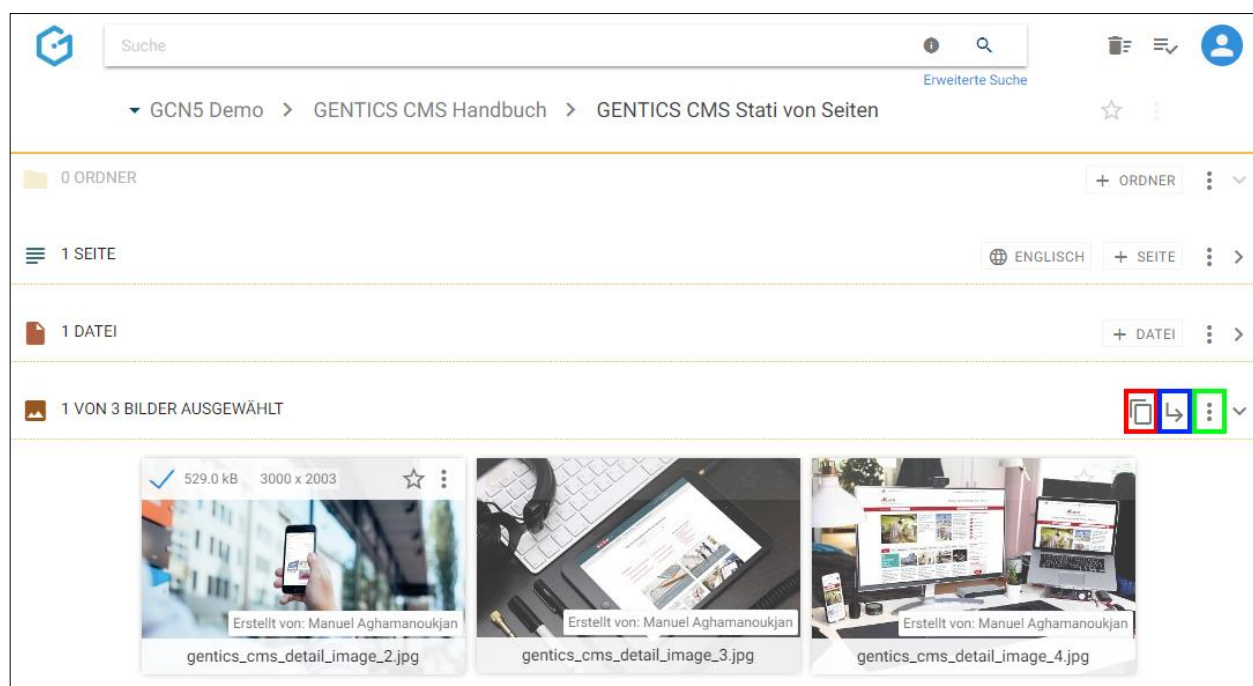 Suche
Erweiterte Suche
GCN5 Demo > GENTICS CMS Handbuch > GENTICS CMS Stati von Seiten
0 ORDNER
+ ORDNER
1 SEITE
ENGLISCH
+ SEITE
1 DATEI
+ DATEI
1 VON 3 BILDER AUSGEWÄHLT
529.0 kB 3000 x 2003
Erstellt von: Manuel Aghamanoukjan
gentics_cms_detail_image_2.jpg
Erstellt von: Manuel Aghamanoukjan
gentics_cms_detail_image_3.jpg
Erstellt von: Manuel Aghamanoukjan
gentics_cms_detail_image_4.jpg